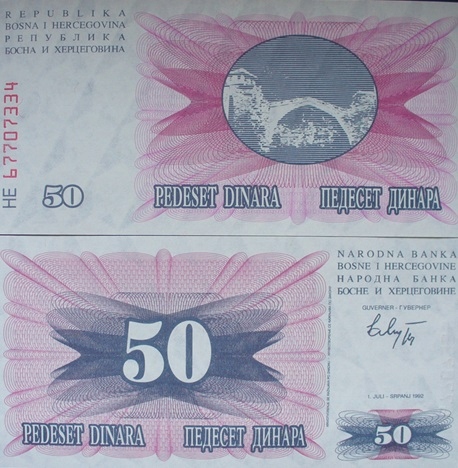 REPUBLIKA
BOSNA I HERCEGOVINA
РЕПУБЛИКА
БОСНА И ХЕРЦЕГОВИНА
HE 67707334
50
PEDESET DINARA ПЕДЕСЕТ ДИНАРА
NARODNA BANKA
BOSNE I HERCEGOVINE
НАРОДНА БАНКА
БОСНЕ И ХЕРЦЕГОВИНЕ
GUVERNER - ГУВЕРНЕР
50
1. JULI - SRPANJ 1992
PEDESET DINARA ПЕДЕСЕТ ДИНАРА
50